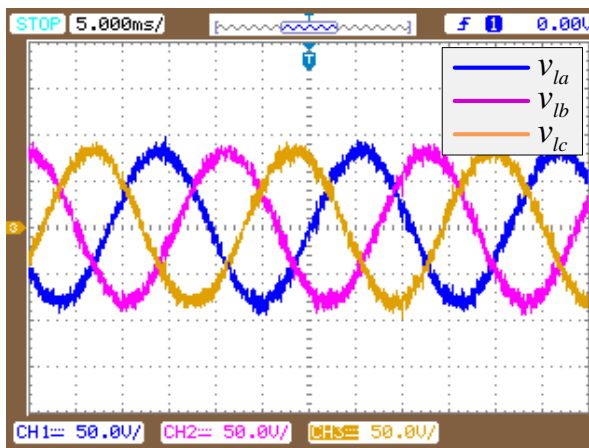 STOP 5.000ms/ T f 1 0.00V
T
v_la
v_lb
v_lc
3
CH1 50.0V/ CH2 50.0V/ CH3 50.0V/